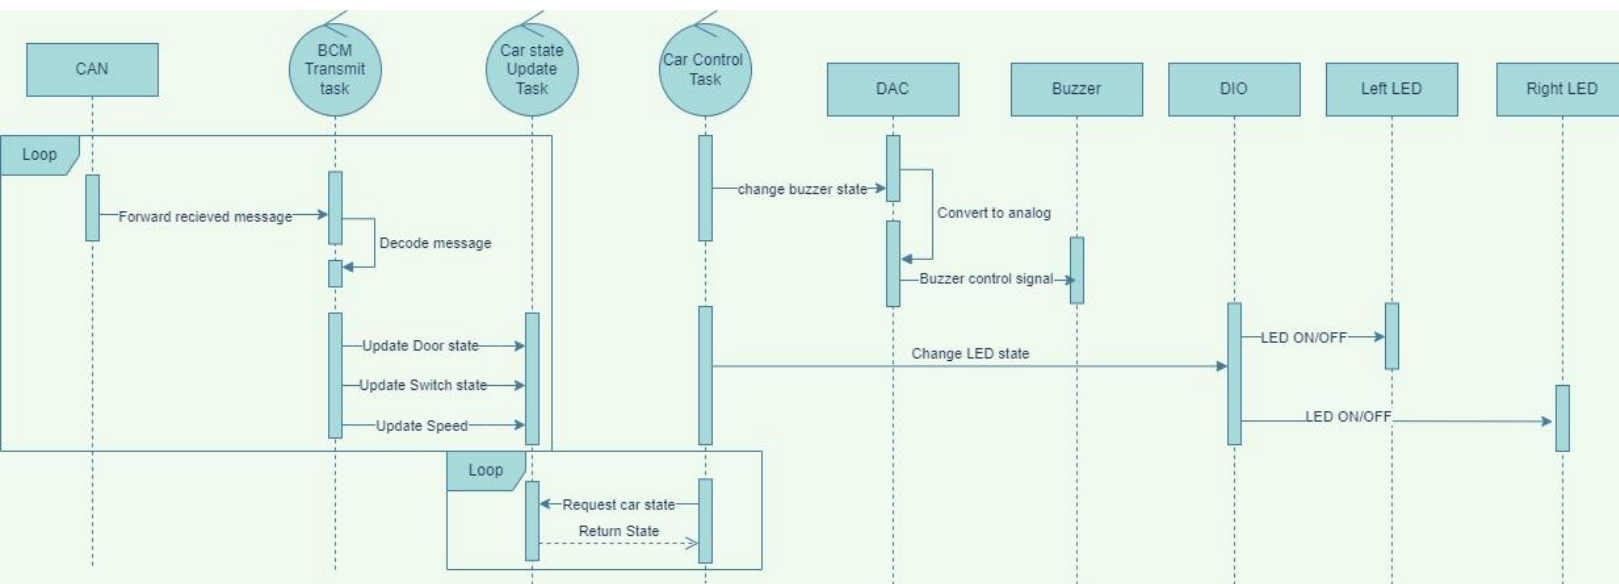 CAN
BCM
Transmit
task
Car state
Update
Task
Car Control
Task
DAC
Buzzer
DIO
Left LED
Right LED
Loop
change buzzer state
Forward recieved message
Convert to analog
Decode message
Buzzer control signal
LED ON/OFF
Update Door state
Change LED state
Update Switch state
LED ON/OFF
Update Speed
Loop
Request car state
Return State